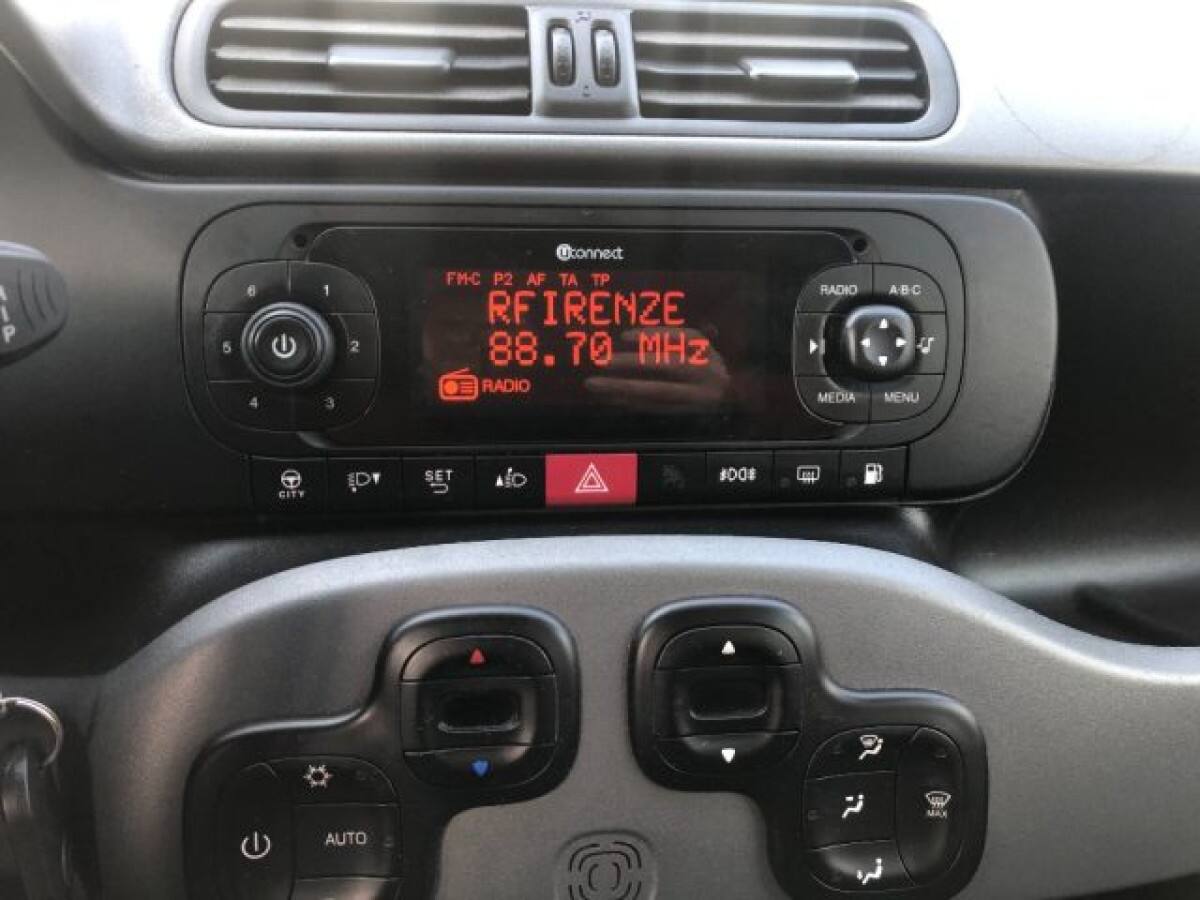 uconnect
FM-C P2 AF TA TP
RFIRENZE
88.70 MHz
RADIO
6 1
5 2
4 3
RADIO A·B·C
MEDIA MENU
CITY
SET
AUTO
MAX